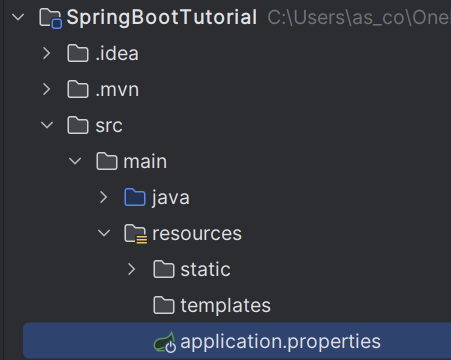 SpringBootTutorial C:\Users\as_co\One
.idea
.mvn
src
main
java
resources
static
templates
application.properties